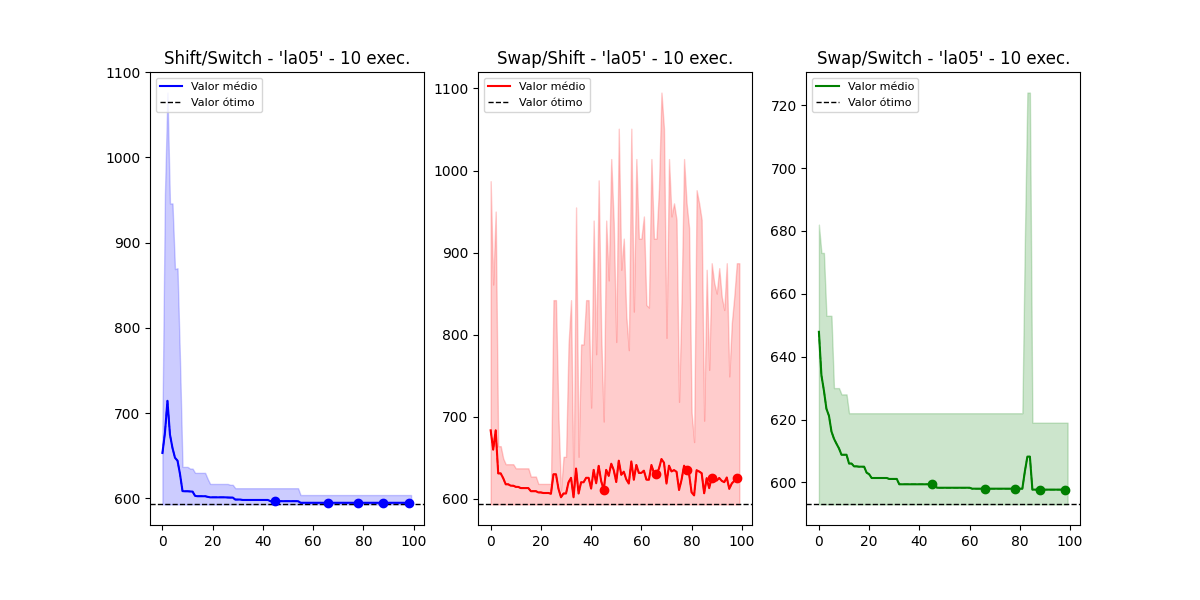 Shift/Switch - 'la05' - 10 exec.
Valor médio
Valor ótimo
1100
1000
900
800
700
600
0 20 40 60 80 100
Swap/Shift - 'la05' - 10 exec.
Valor médio
Valor ótimo
1100
1000
900
800
700
600
0 20 40 60 80 100
Swap/Switch - 'la05' - 10 exec.
Valor médio
Valor ótimo
720
700
680
660
640
620
600
0 20 40 60 80 100